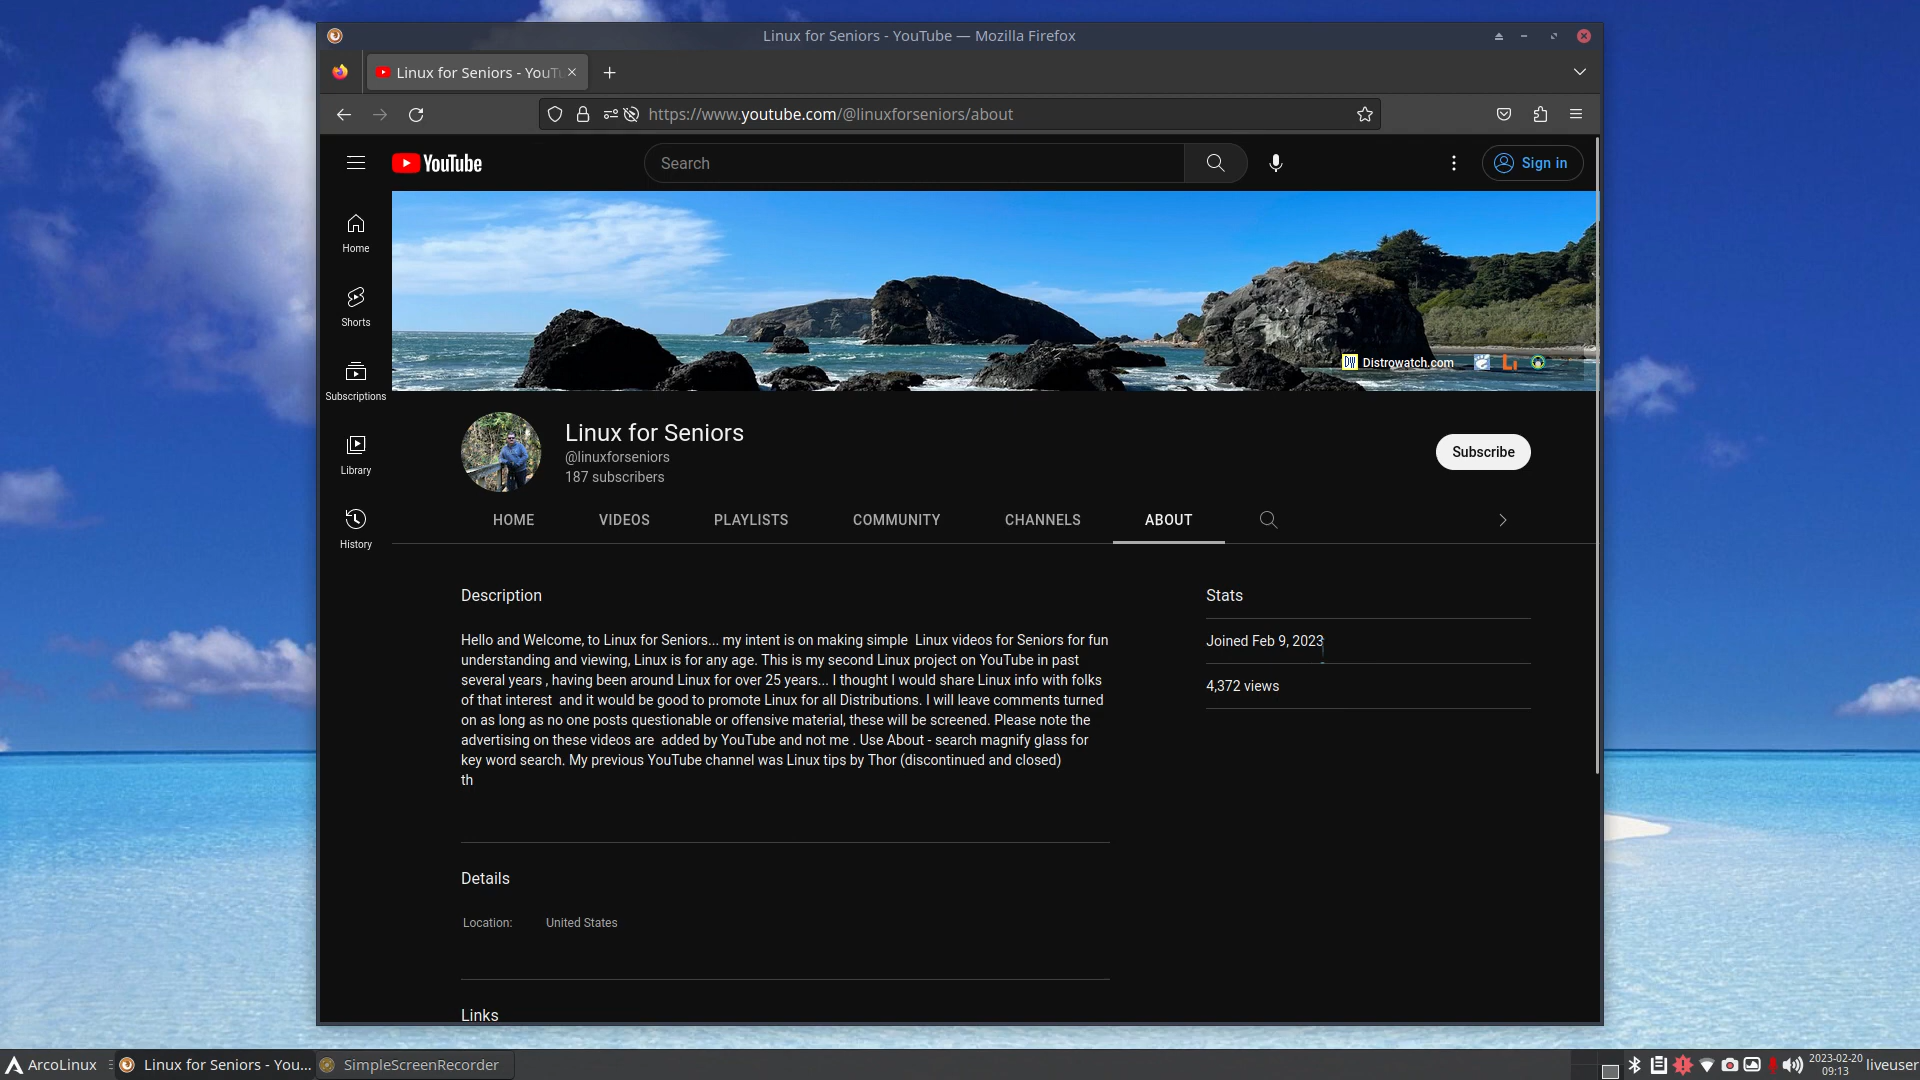 Linux for Seniors - YouTube — Mozilla Firefox
Linux for Seniors - YouTu
https://www.youtube.com/@linuxforseniors/about
YouTube
Search
Sign in
Home
Shorts
Subscriptions
Library
History
Distrowatch.com
Linux for Seniors
@linuxforseniors
187 subscribers
Subscribe
HOME VIDEOS PLAYLISTS COMMUNITY CHANNELS ABOUT
Description
Hello and Welcome, to Linux for Seniors... my intent is on making simple  Linux videos for Seniors for fun
understanding and viewing, Linux is for any age. This is my second Linux project on YouTube in past
several years , having been around Linux for over 25 years... I thought I would share Linux info with folks
of that interest  and it would be good to promote Linux for all Distributions. I will leave comments turned
on as long as no one posts questionable or offensive material, these will be screened. Please note the
advertising on these videos are  added by YouTube and not me . Use About - search magnify glass for
key word search. My previous YouTube channel was Linux tips by Thor (discontinued and closed)
th
Stats
Joined Feb 9, 2023
4,372 views
Details
Location: United States
Links
ArcoLinux
Linux for Seniors - You...
SimpleScreenRecorder
2023-02-20
09:13
liveuser